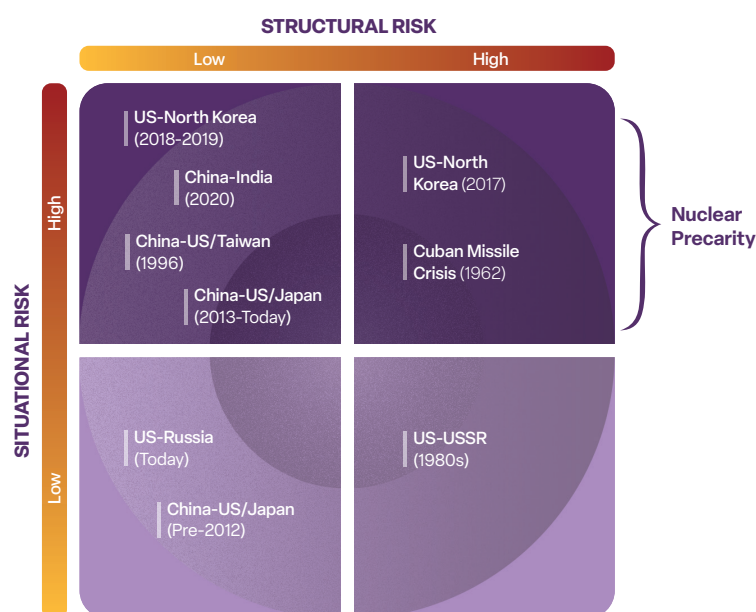 STRUCTURAL RISK
Low
High
SITUATIONAL RISK
High
Low
US-North Korea
(2018-2019)
China-India
(2020)
China-US/Taiwan
(1996)
China-US/Japan
(2013-Today)
US-North
Korea (2017)
Cuban Missile
Crisis (1962)
Nuclear
Precarity
US-Russia
(Today)
China-US/Japan
(Pre-2012)
US-USSR
(1980s)